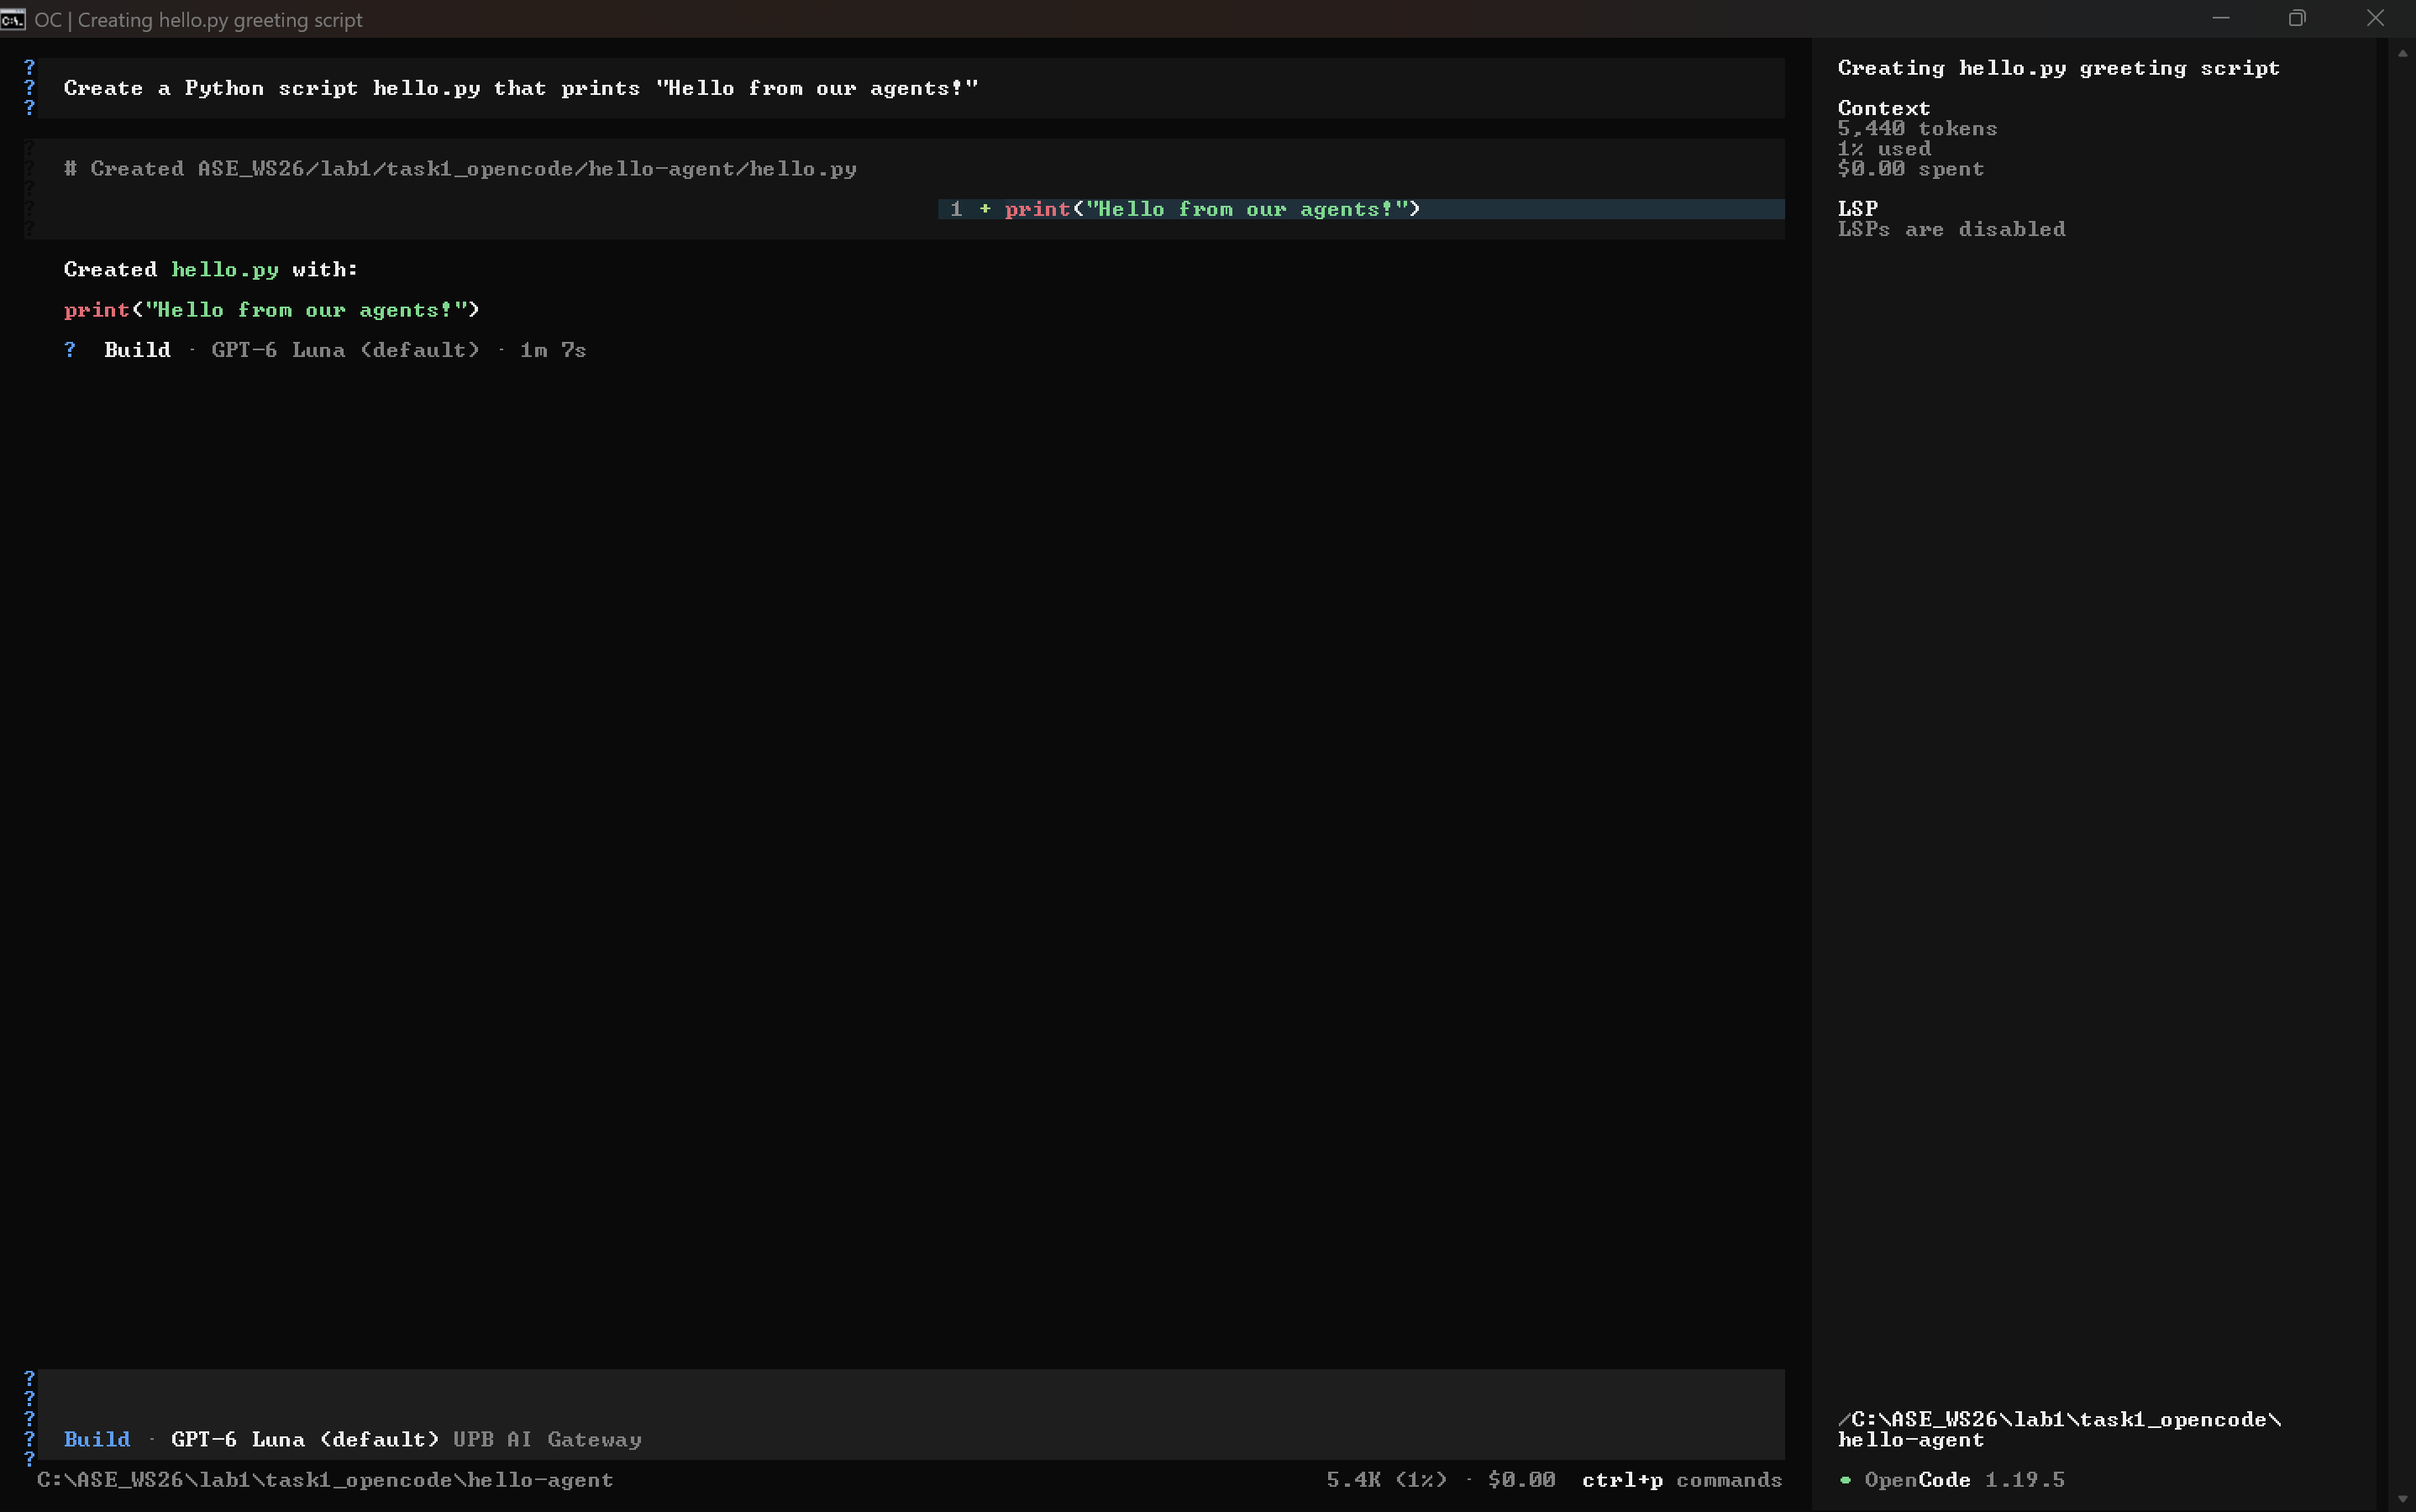 OC | Creating hello.py greeting script
?
? Create a Python script hello.py that prints "Hello from our agents!"
?
?
? # Created ASE_WS26/lab1/task1_opencode/hello-agent/hello.py
?
? 1 + print("Hello from our agents!")
?
Created hello.py with:
print("Hello from our agents!")
? Build · GPT-6 Luna (default) · 1m 7s
?
?
?
? Build · GPT-6 Luna (default) UPB AI Gateway
?
C:\ASE_WS26\lab1\task1_opencode\hello-agent 5.4K (1%) · $0.00 ctrl+p commands
Creating hello.py greeting script
Context
5,440 tokens
1% used
$0.00 spent
LSP
LSPs are disabled
/C:\ASE_WS26\lab1\task1_opencode\
hello-agent
• OpenCode 1.19.5